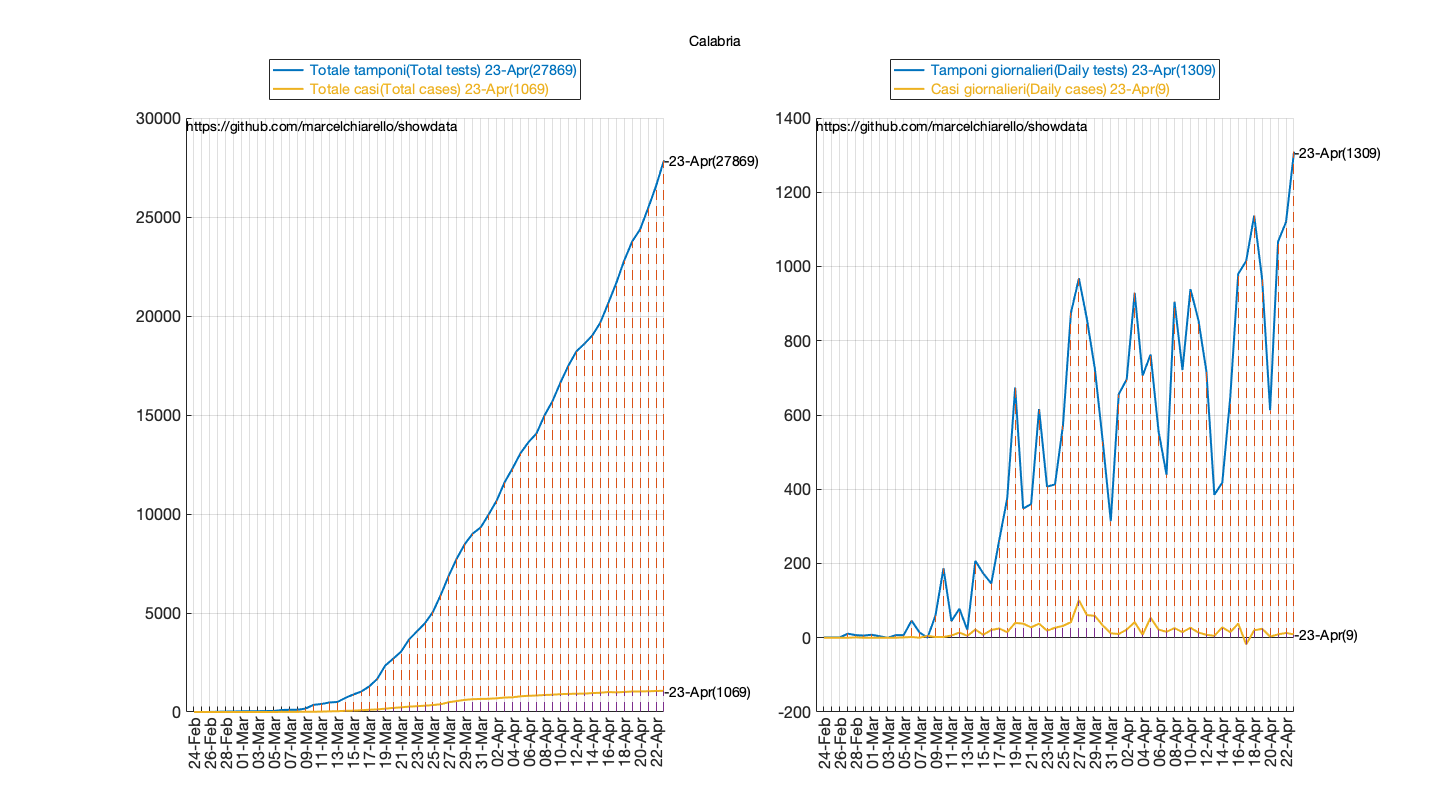 Calabria
Totale tamponi(Total tests) 23-Apr(27869)
Totale casi(Total cases) 23-Apr(1069)
30000
https://github.com/marcelchiarello/showdata
-23-Apr(27869)
25000
20000
15000
10000
5000
-23-Apr(1069)
0
24-Feb
26-Feb
28-Feb
01-Mar
03-Mar
05-Mar
07-Mar
09-Mar
11-Mar
13-Mar
15-Mar
17-Mar
19-Mar
21-Mar
23-Mar
25-Mar
27-Mar
29-Mar
31-Mar
02-Apr
04-Apr
06-Apr
08-Apr
10-Apr
12-Apr
14-Apr
16-Apr
18-Apr
20-Apr
22-Apr
Tamponi giornalieri(Daily tests) 23-Apr(1309)
Casi giornalieri(Daily cases) 23-Apr(9)
1400
https://github.com/marcelchiarello/showdata
-23-Apr(1309)
1200
1000
800
600
400
200
0
-23-Apr(9)
-200
24-Feb
26-Feb
28-Feb
01-Mar
03-Mar
05-Mar
07-Mar
09-Mar
11-Mar
13-Mar
15-Mar
17-Mar
19-Mar
21-Mar
23-Mar
25-Mar
27-Mar
29-Mar
31-Mar
02-Apr
04-Apr
06-Apr
08-Apr
10-Apr
12-Apr
14-Apr
16-Apr
18-Apr
20-Apr
22-Apr